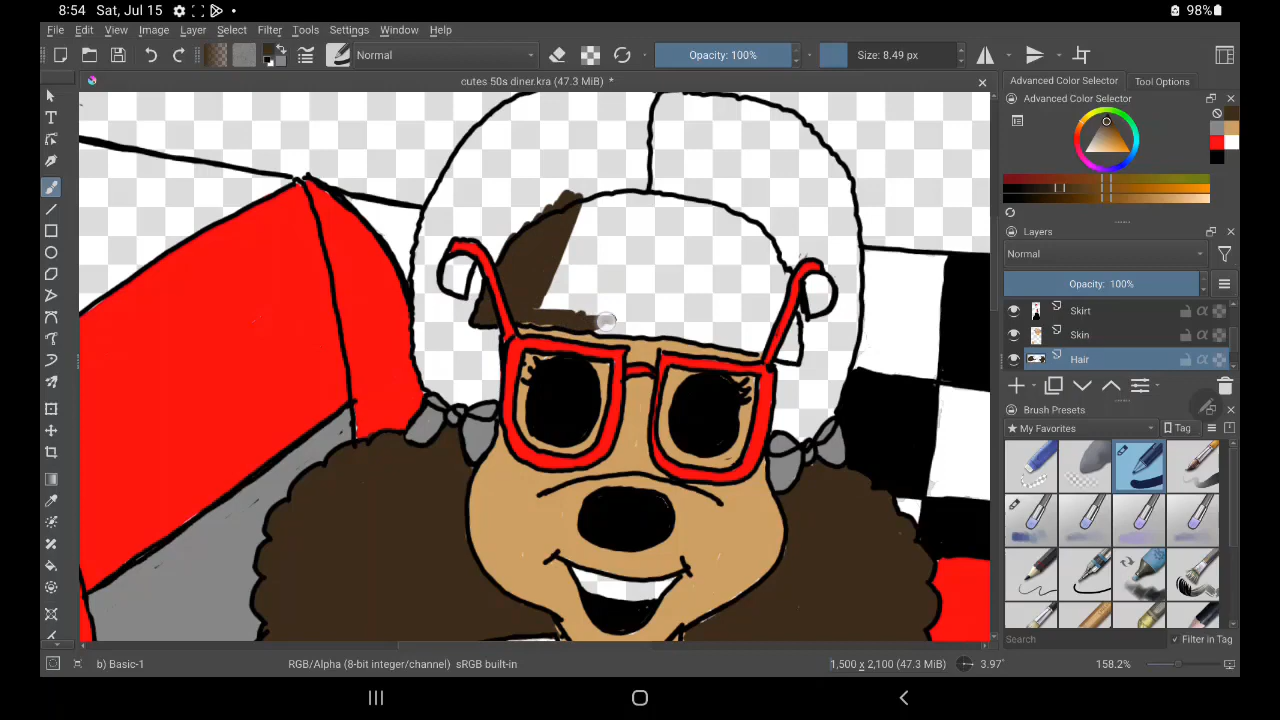 8:54 Sat, Jul 15
98%
File Edit View Image Layer Select Filter Tools Settings Window Help
Normal
Opacity: 100%
Size: 8.49 px
cutes 50s diner.kra (47.3 MiB) *
Advanced Color Selector
Tool Options
Advanced Color Selector
Layers
Normal
Opacity: 100%
Skirt
Skin
Hair
Brush Presets
My Favorites
Tag
Search
Filter in Tag
b) Basic-1
RGB/Alpha (8-bit integer/channel) sRGB built-in
1,500 x 2,100 (47.3 MiB)
3.97°
158.2%